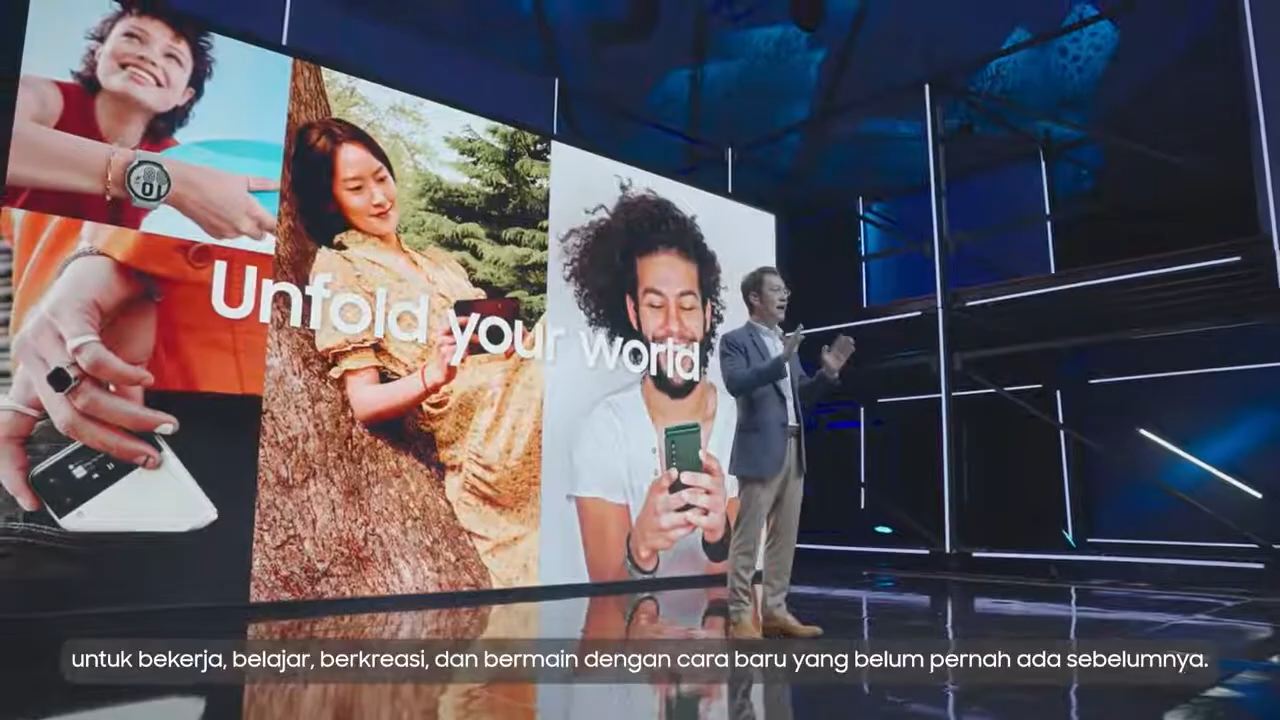 Unfold your world
untuk bekerja, belajar, berkreasi, dan bermain dengan cara baru yang belum pernah ada sebelumnya.